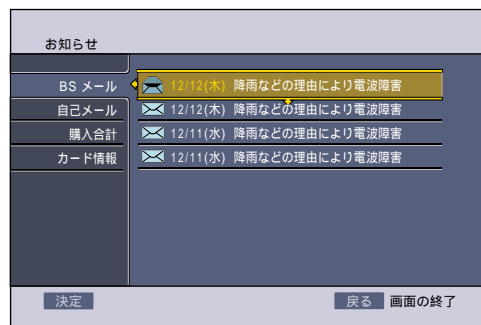 お知らせ
BS メール
自己メール
購入合計
カード情報
12/12(木) 降雨などの理由により電波障害
12/12(木) 降雨などの理由により電波障害
12/11(水) 降雨などの理由により電波障害
12/11(水) 降雨などの理由により電波障害
決定
戻る 画面の終了